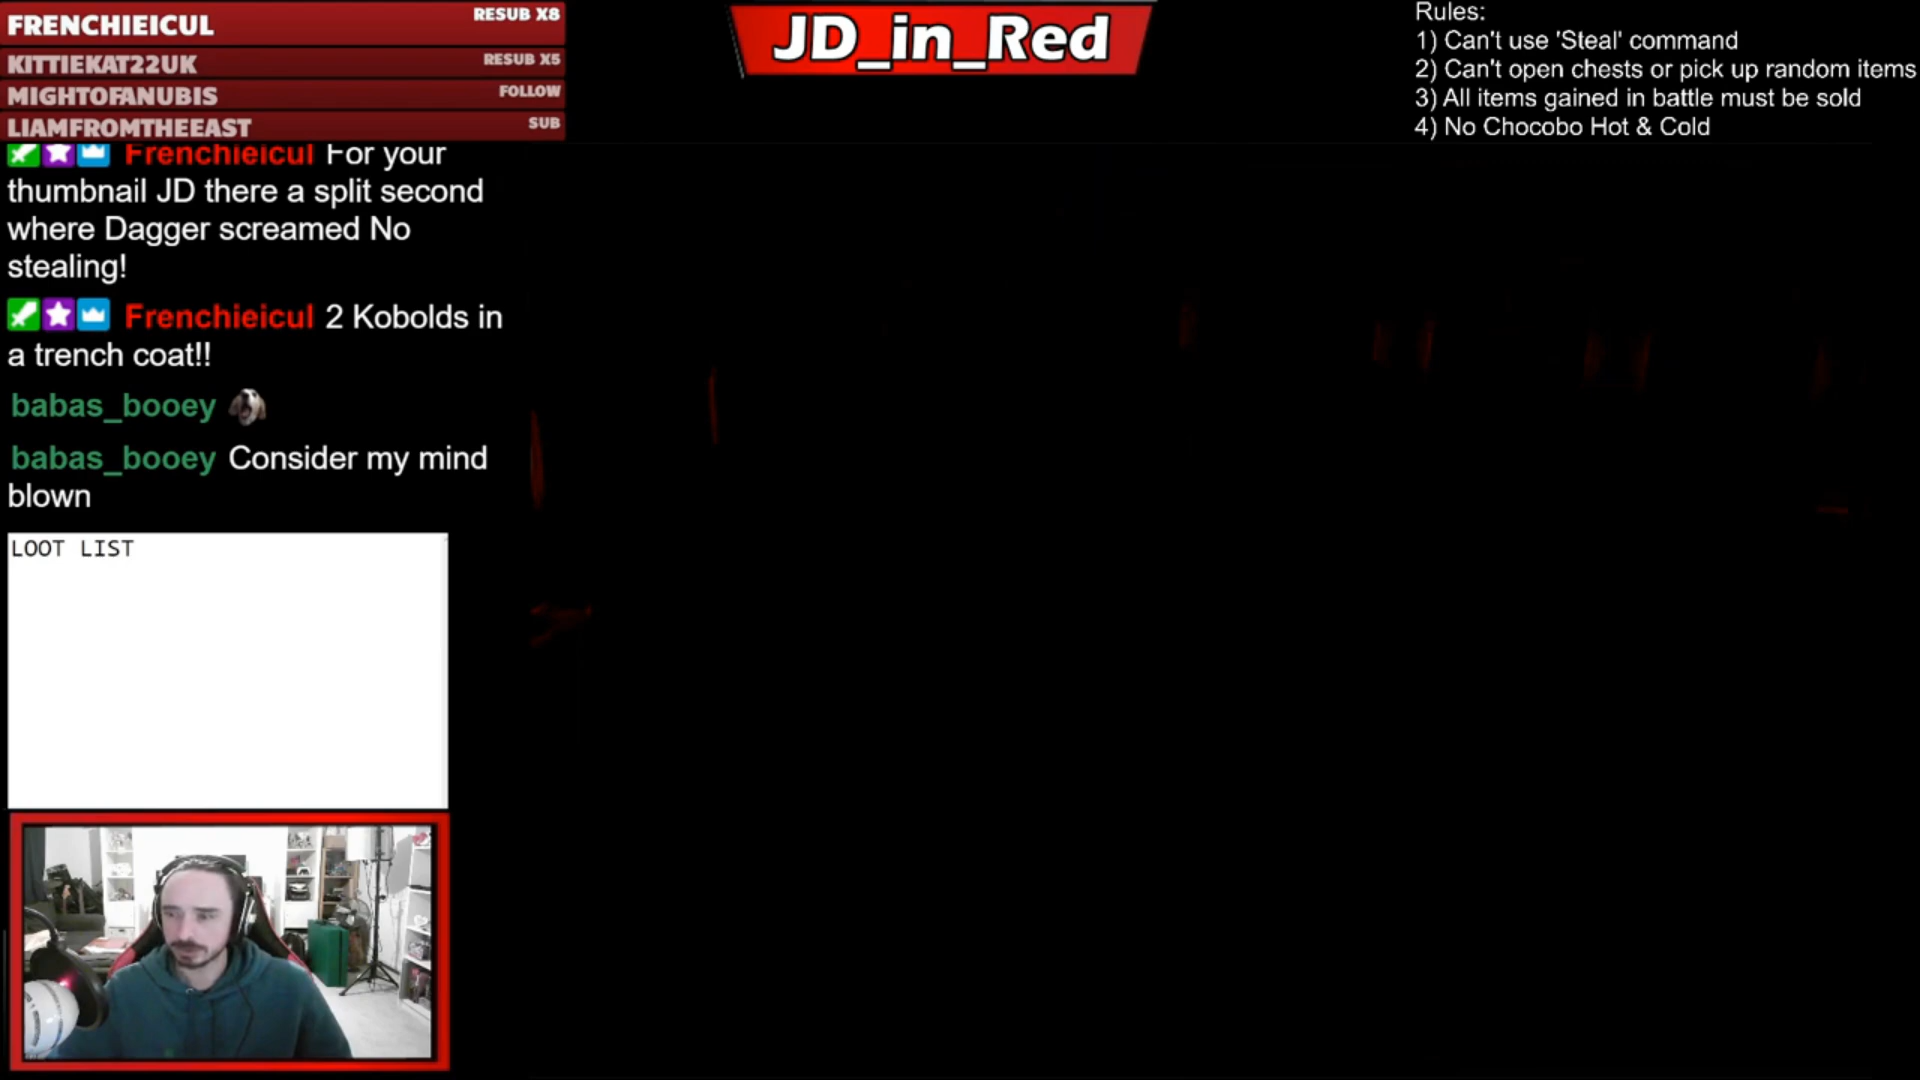 FRENCHIEICUL RESUB X8
KITTIEKAT22UK RESUB X5
MIGHTOFANUBIS FOLLOW
LIAMFROMTHEEAST SUB
JD_in_Red
Rules:
1) Can't use 'Steal' command
2) Can't open chests or pick up random items
3) All items gained in battle must be sold
4) No Chocobo Hot & Cold
Frenchieicul For your
thumbnail JD there a split second
where Dagger screamed No
stealing!
Frenchieicul 2 Kobolds in
a trench coat!!
babas_booey
babas_booey Consider my mind
blown
LOOT LIST